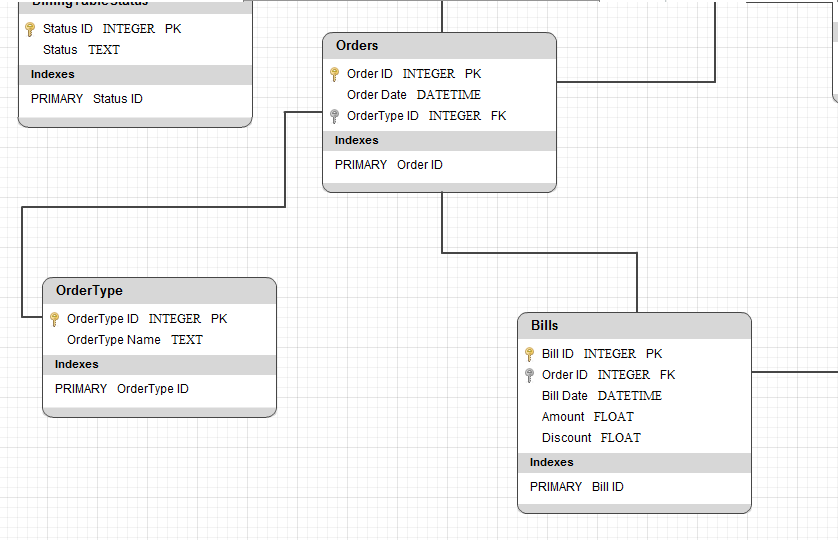 Status ID INTEGER PK
Status TEXT
Indexes
PRIMARY Status ID
Orders
Order ID INTEGER PK
Order Date DATETIME
OrderType ID INTEGER FK
Indexes
PRIMARY Order ID
OrderType
OrderType ID INTEGER PK
OrderType Name TEXT
Indexes
PRIMARY OrderType ID
Bills
Bill ID INTEGER PK
Order ID INTEGER FK
Bill Date DATETIME
Amount FLOAT
Discount FLOAT
Indexes
PRIMARY Bill ID